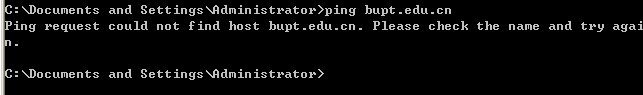 C:\Documents and Settings\Administrator>ping bupt.edu.cn
Ping request could not find host bupt.edu.cn. Please check the name and try agai
n.
C:\Documents and Settings\Administrator>